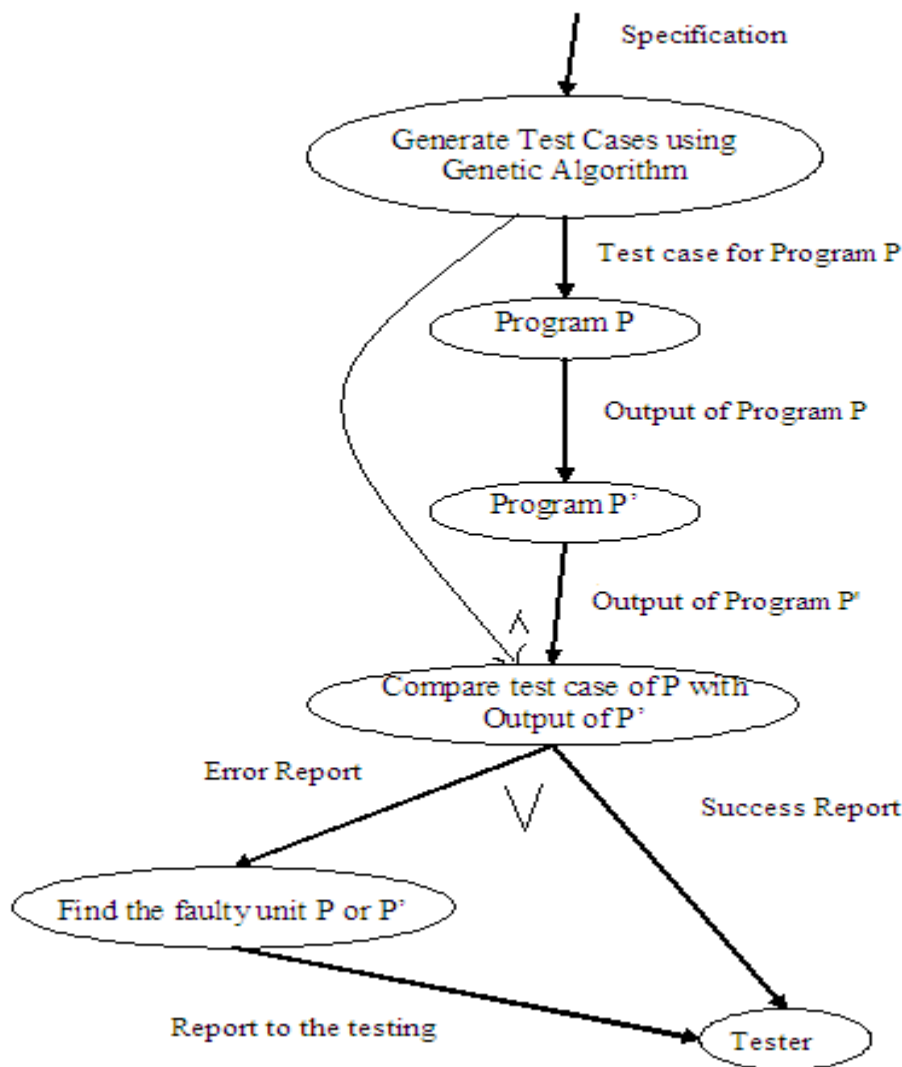 Specification
Generate Test Cases using
Genetic Algorithm
Test case for Program P
Program P
Output of Program P
Program P’
Output of Program P'
Compare test case of P with
Output of P’
Error Report
Success Report
Find the faulty unit P or P’
Report to the testing
Tester